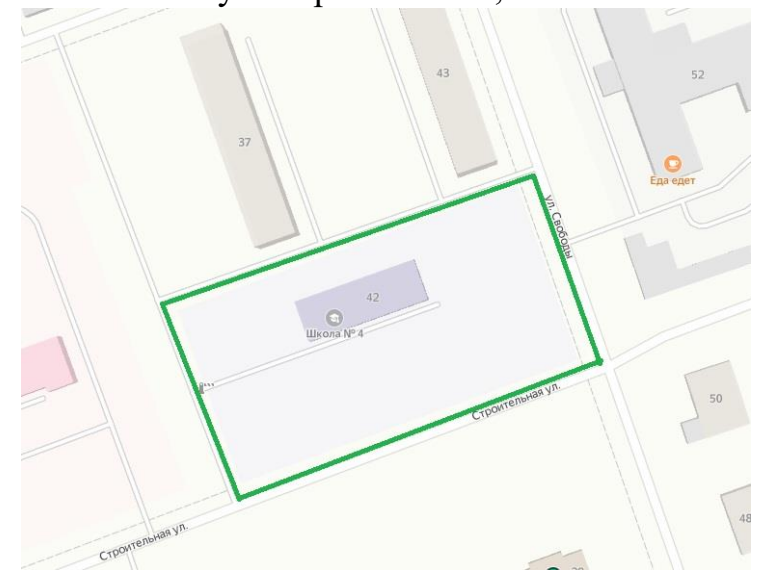 43
52
37
Еда едет
ул. Свободы
42
Школа № 4
Строительная ул.
50
48
Строительная ул.